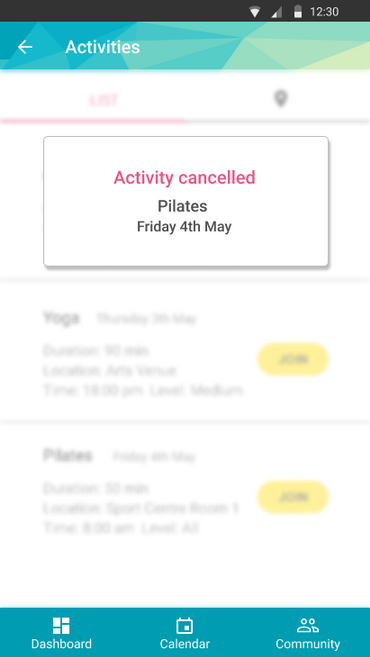 12:30
Activities
LIST
Activity cancelled
Pilates
Friday 4th May
Yoga Thursday 3th May
Duration: 90 min
Location: Arts Venue
Time: 18:00 pm Level: Medium
JOIN
Pilates Friday 4th May
Duration: 50 min
Location: Sport Centre Room 1
Time: 8:00 am Level: All
JOIN
Dashboard
Calendar
Community